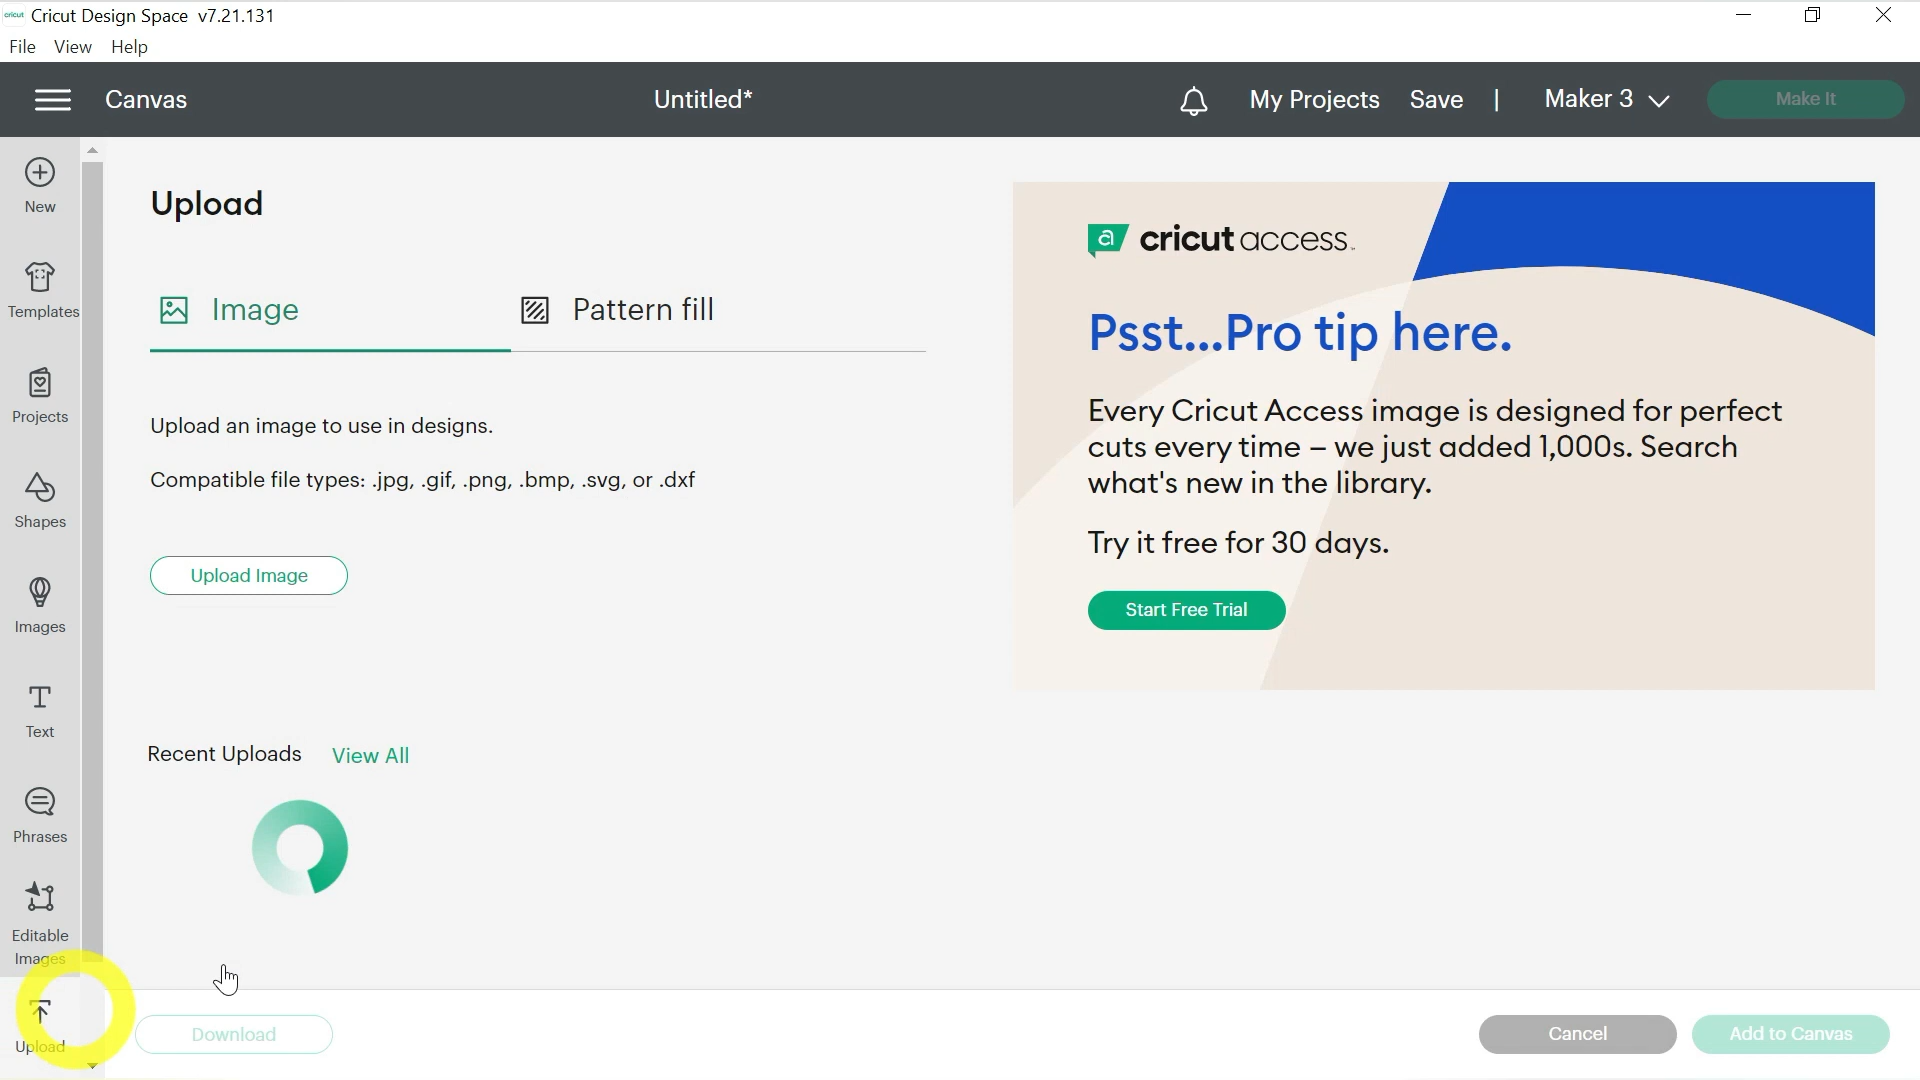 cricut Cricut Design Space v7.21.131
File View Help
Canvas
Untitled*
My Projects Save | Maker 3
Make It
New
Templates
Projects
Shapes
Images
Text
Phrases
Editable
Images
Upload
Upload
Image
Pattern fill
Upload an image to use in designs.
Compatible file types: .jpg, .gif, .png, .bmp, .svg, or .dxf
Upload Image
Recent Uploads View All
a cricut access™
Psst...Pro tip here.
Every Cricut Access image is designed for perfect
cuts every time – we just added 1,000s. Search
what's new in the library.
Try it free for 30 days.
Start Free Trial
Download
Cancel
Add to Canvas